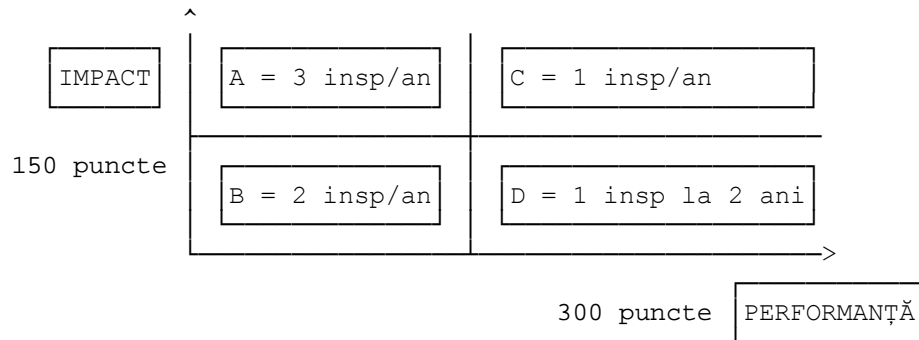 IMPACT
A = 3 insp/an
C = 1 insp/an
150 puncte
B = 2 insp/an
D = 1 insp la 2 ani
300 puncte
PERFORMANȚĂ